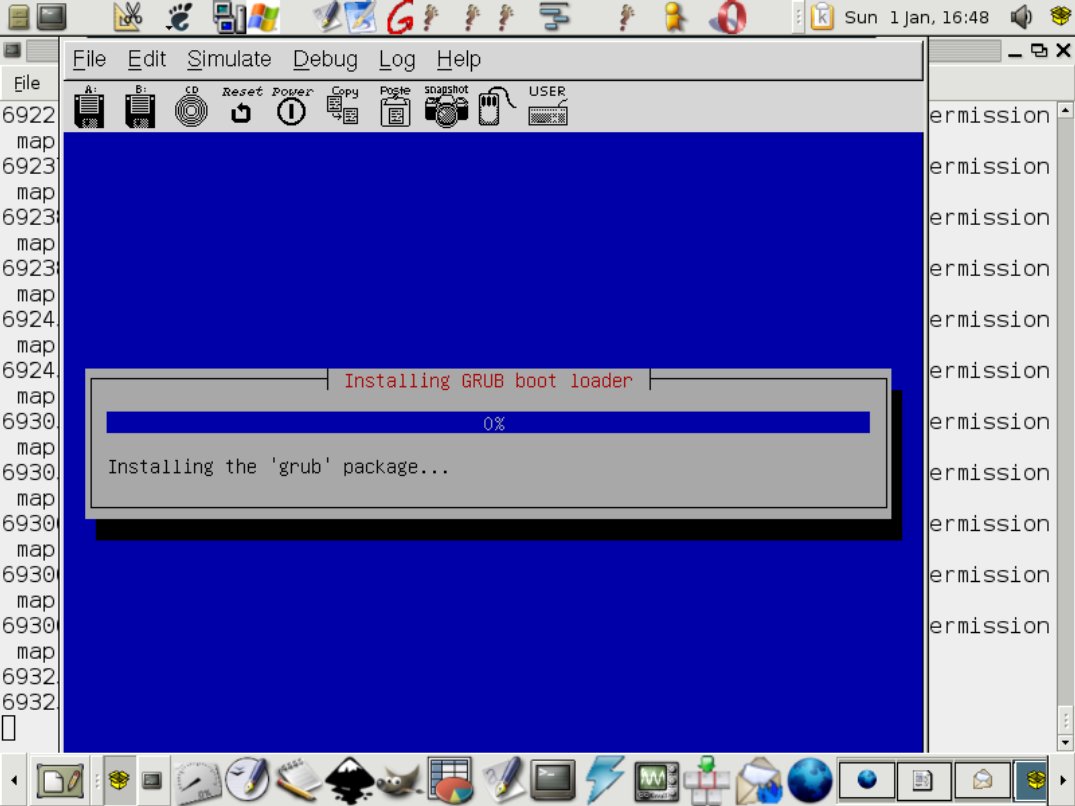 Sun 1 Jan, 16:48
File Edit Simulate Debug Log Help
File
A: B: CD Reset Power Copy Paste snapshot USER
6922 ermission
map
6923 ermission
map
6923 ermission
map
6923 ermission
map
6924. ermission
map
6924. ermission
map
6930. ermission
map
6930. ermission
map
6930 ermission
map
6930 ermission
map
6930 ermission
map
6932.
6932.
Installing GRUB boot loader
0%
Installing the 'grub' package...
0%